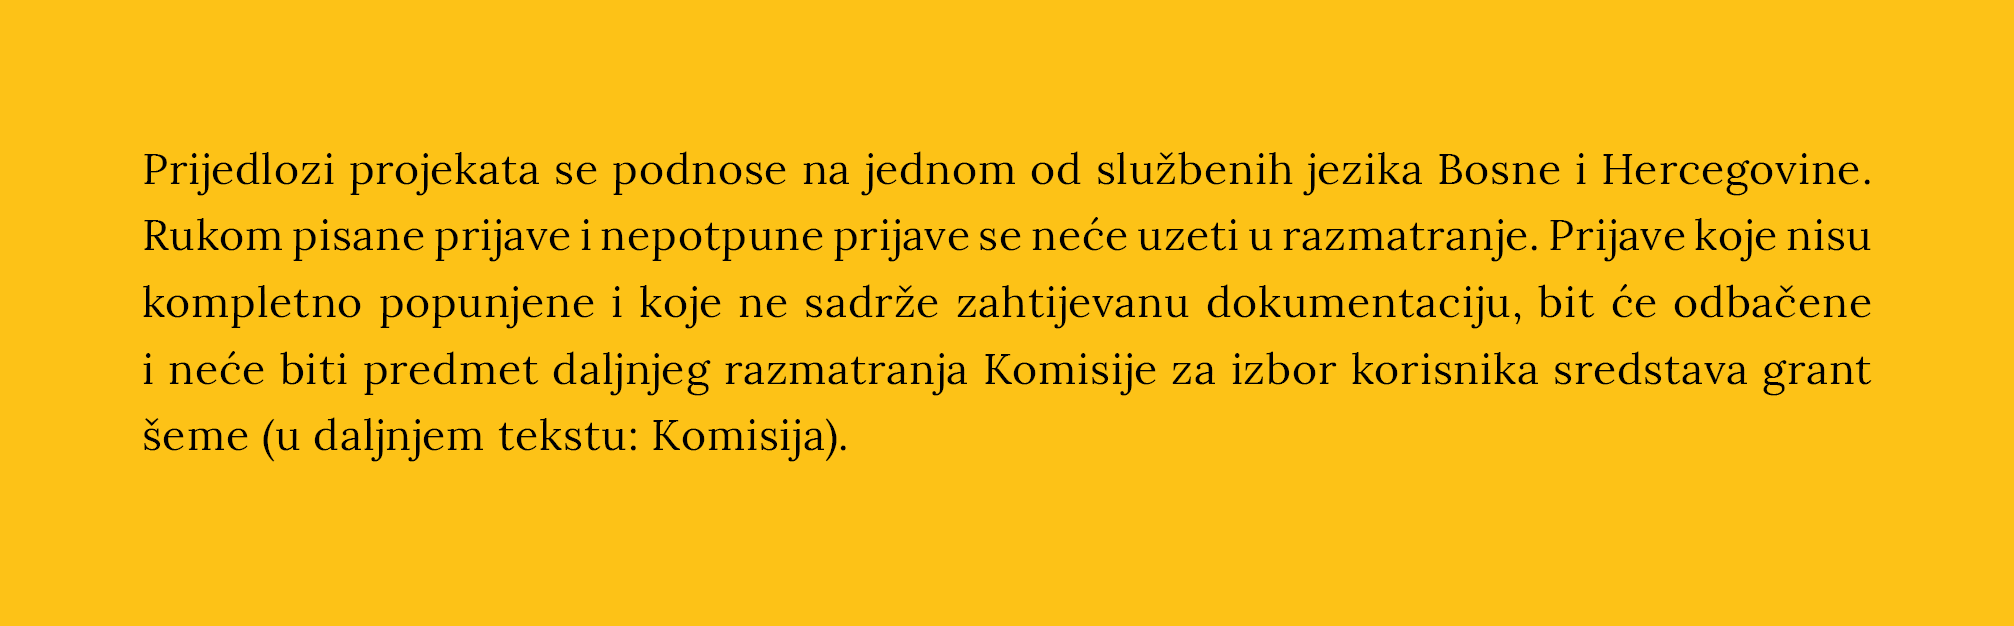 Prijedlozi projekata se podnose na jednom od službenih jezika Bosne i Hercegovine.
Rukom pisane prijave i nepotpune prijave se neće uzeti u razmatranje. Prijave koje nisu
kompletno popunjene i koje ne sadrže zahtijevanu dokumentaciju, bit će odbačene
i neće biti predmet daljnjeg razmatranja Komisije za izbor korisnika sredstava grant
šeme (u daljnjem tekstu: Komisija).